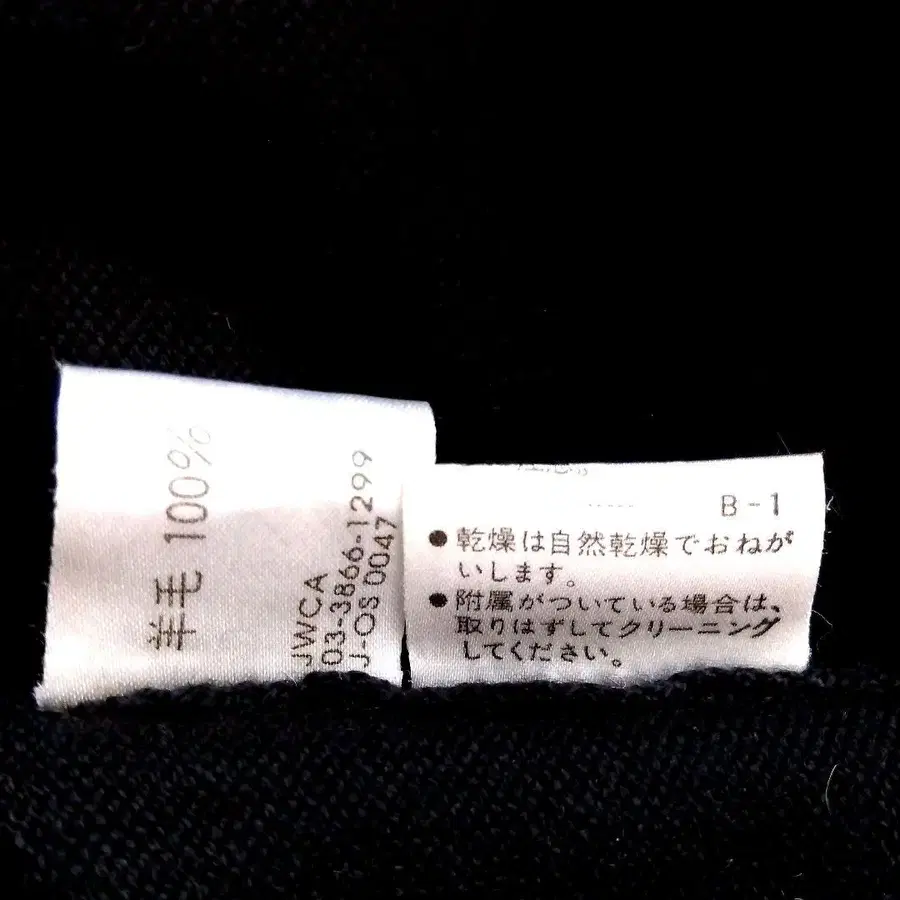 羊毛 100%
JWCA
03-3866-1299
J-OS 0047
B-1
●乾燥は自然乾燥でおねが
いします。
●附属がついている場合は、
取りはずしてクリーニング
してください。